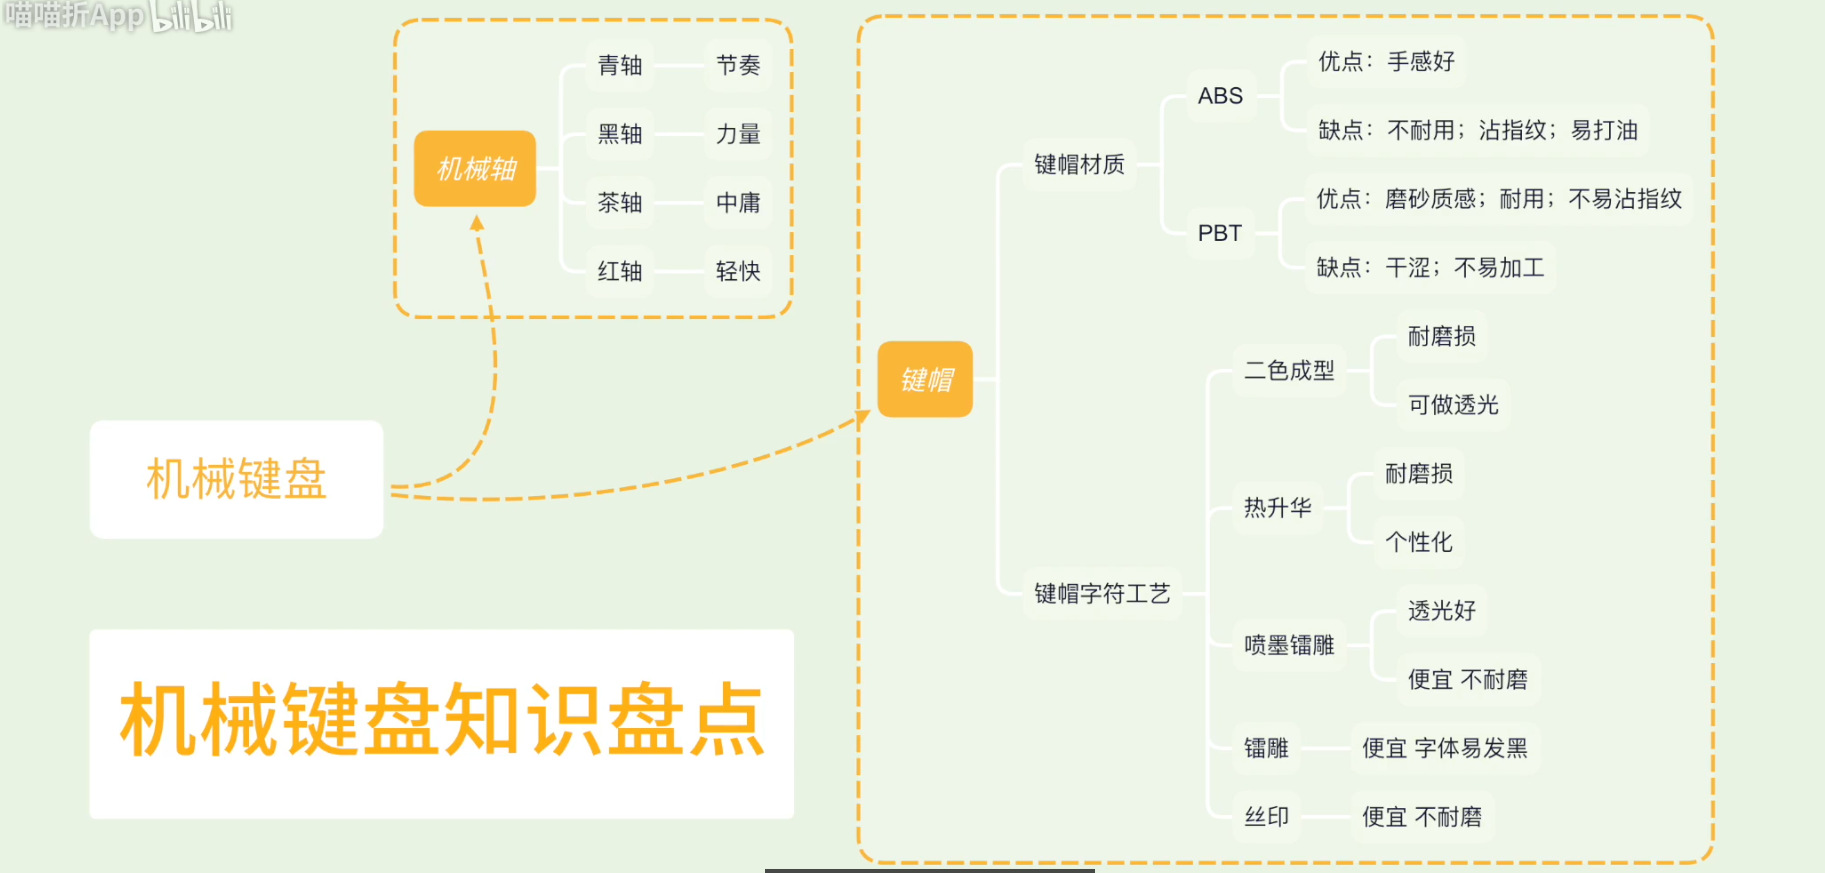 喵喵折App bilibili
机械轴
青轴
节奏
黑轴
力量
茶轴
中庸
红轴
轻快
机械键盘
机械键盘知识盘点
键帽
键帽材质
ABS
优点：手感好
缺点：不耐用；沾指纹；易打油
PBT
优点：磨砂质感；耐用；不易沾指纹
缺点：干涩；不易加工
键帽字符工艺
二色成型
耐磨损
可做透光
热升华
耐磨损
个性化
喷墨镭雕
透光好
便宜 不耐磨
镭雕
便宜 字体易发黑
丝印
便宜 不耐磨